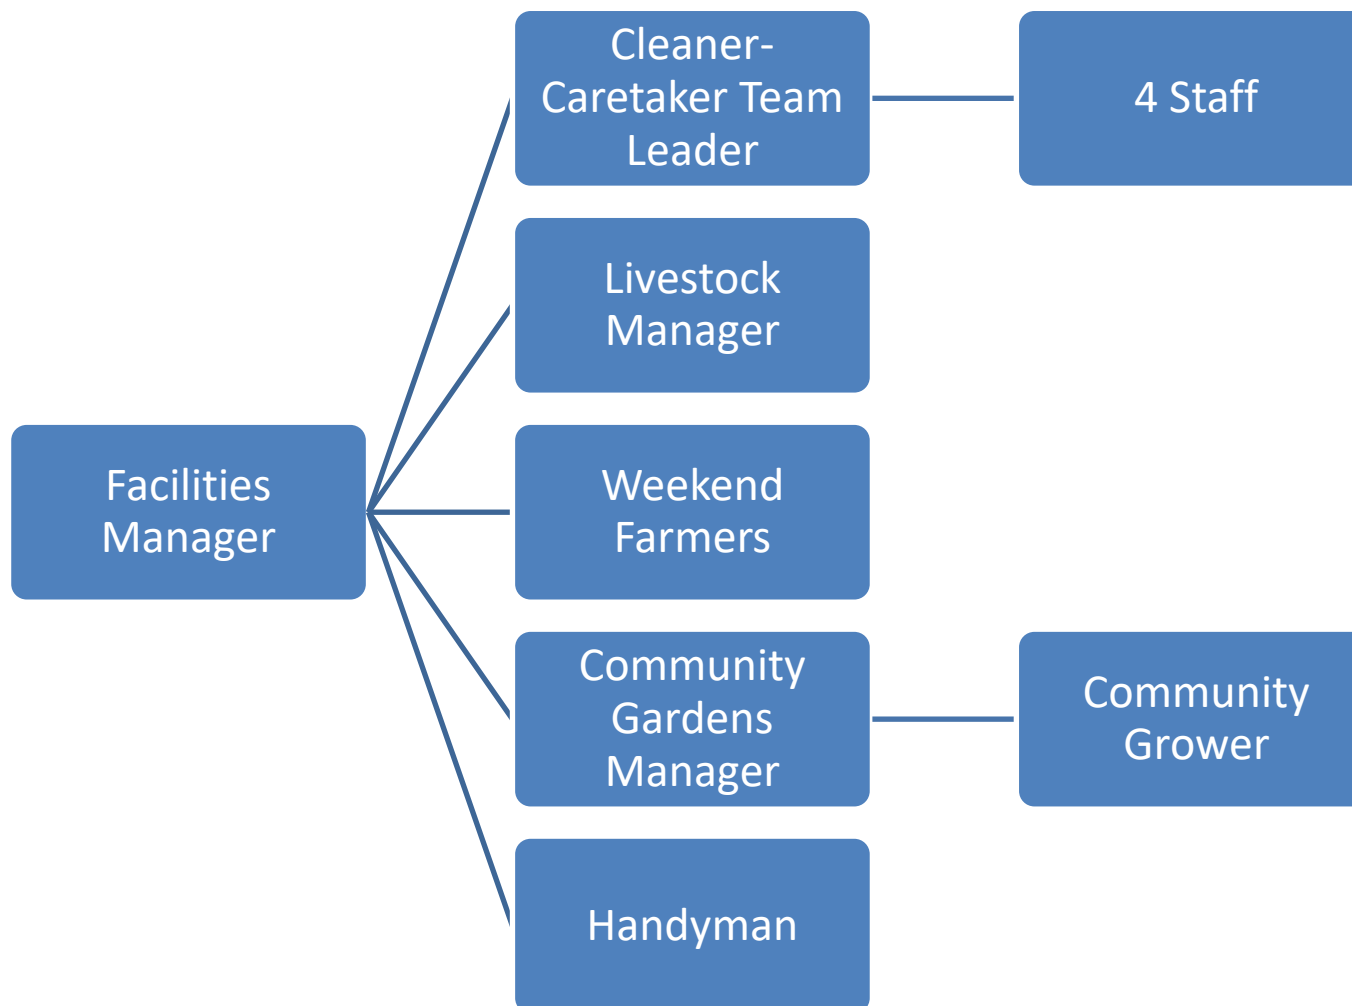 Cleaner-
Caretaker Team
Leader
4 Staff
Livestock
Manager
Facilities
Manager
Weekend
Farmers
Community
Gardens
Manager
Community
Grower
Handyman